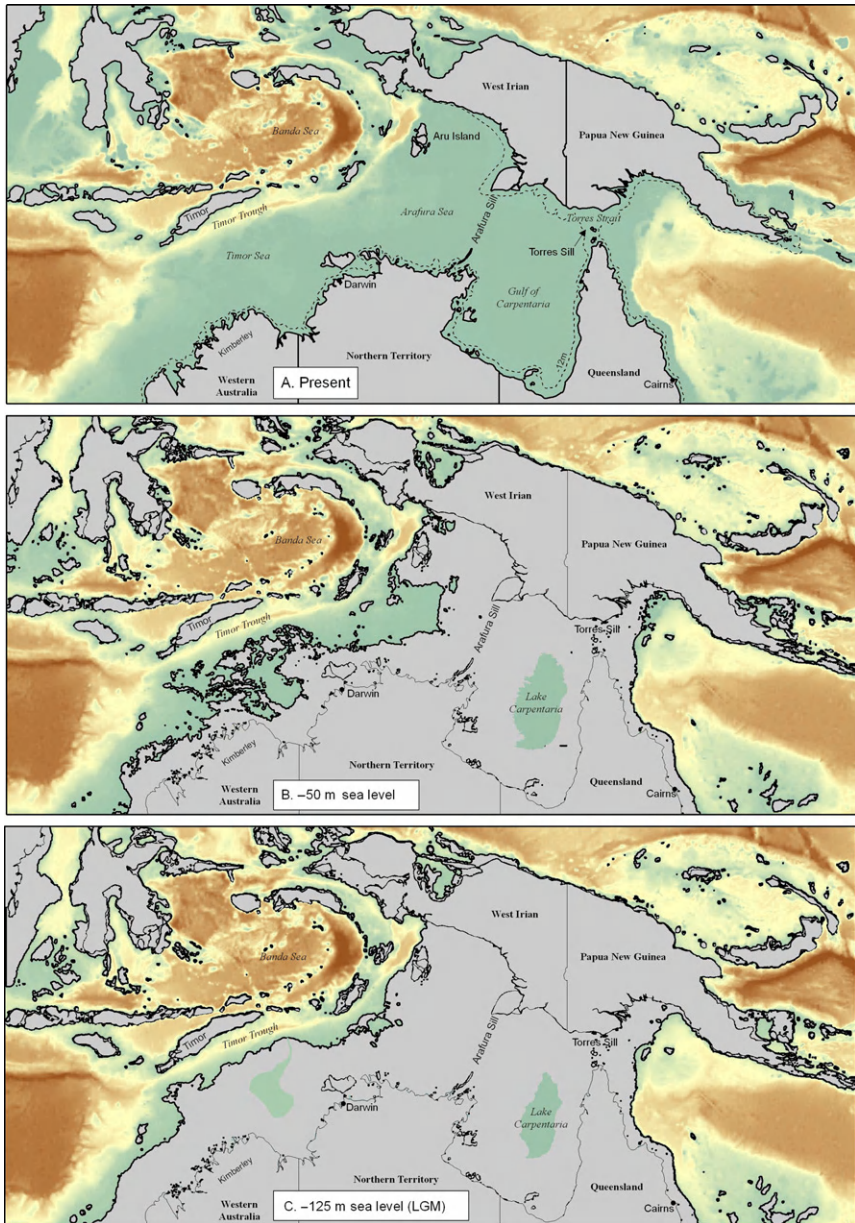 West Irian
Papua New Guinea
Banda Sea
Aru Island
Timor
Timor Trough
Arafura Sea
Arafura Sill
Torres Strait
Torres Sill
Timor Sea
Gulf of
Carpentaria
Darwin
Kimberley
12m
Northern Territory
Queensland
Western
Australia
Cairns
A. Present
West Irian
Papua New Guinea
Banda Sea
Timor
Timor Trough
Arafura Sill
Torres Sill
Darwin
Lake
Carpentaria
Kimberley
Northern Territory
Queensland
Western
Australia
Cairns
B. –50 m sea level
West Irian
Papua New Guinea
Banda Sea
Timor
Timor Trough
Arafura Sill
Torres Sill
Darwin
Lake
Carpentaria
Kimberley
Northern Territory
Queensland
Western
Australia
Cairns
C. –125 m sea level (LGM)